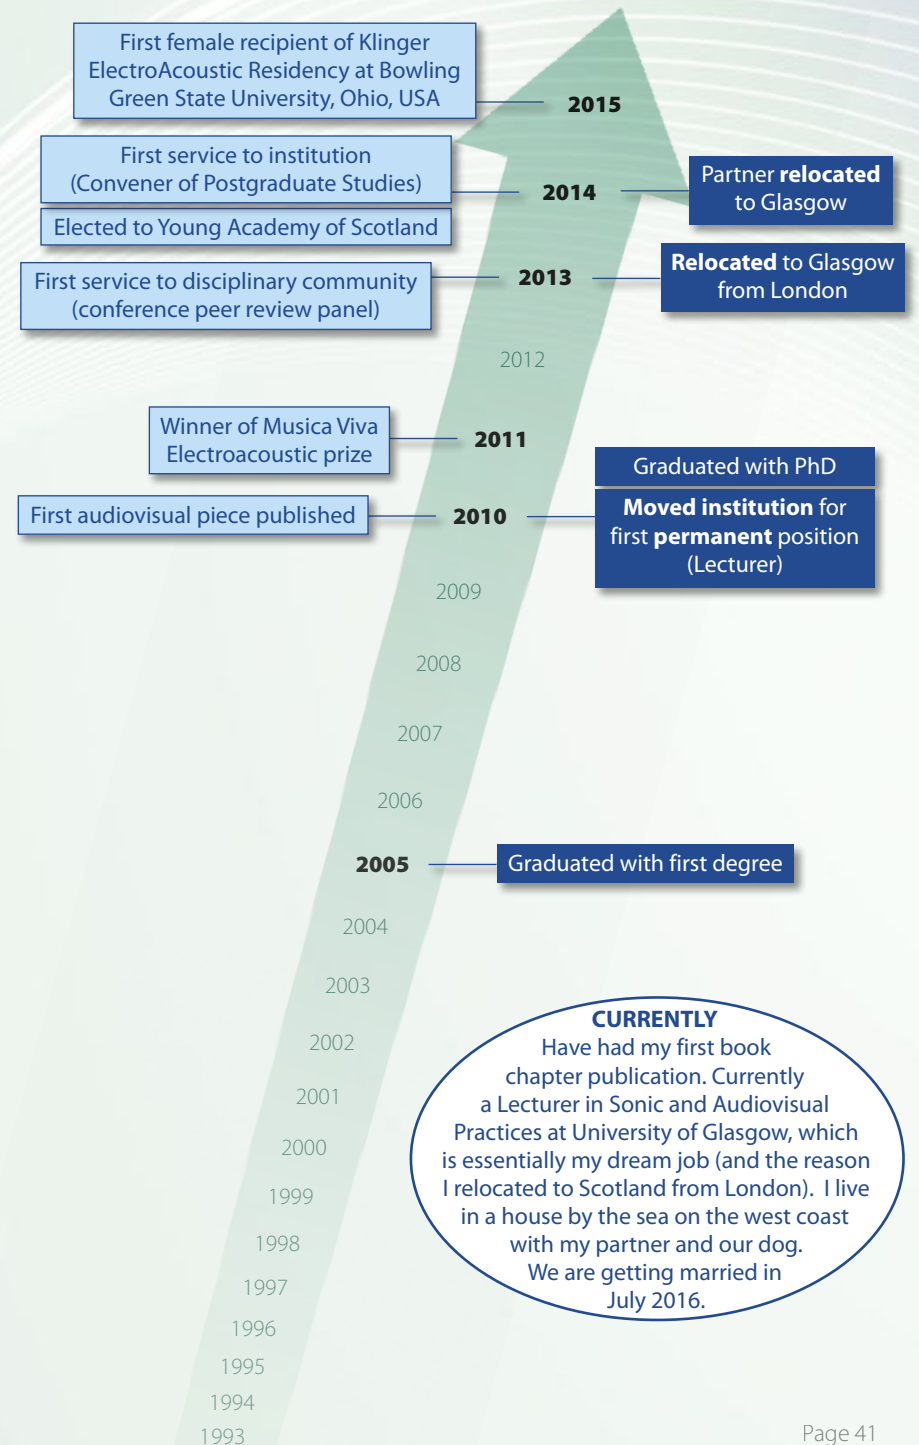 First female recipient of Klinger
ElectroAcoustic Residency at Bowling
Green State University, Ohio, USA
2015
First service to institution
(Convener of Postgraduate Studies)
Elected to Young Academy of Scotland
2014
Partner relocated
to Glasgow
First service to disciplinary community
(conference peer review panel)
2013
Relocated to Glasgow
from London
2012
Winner of Musica Viva
Electroacoustic prize
2011
First audiovisual piece published
2010
Graduated with PhD
Moved institution for
first permanent position
(Lecturer)
2009
2008
2007
2006
2005
Graduated with first degree
2004
2003
2002
2001
2000
1999
1998
1997
1996
1995
1994
1993
CURRENTLY
Have had my first book
chapter publication. Currently
a Lecturer in Sonic and Audiovisual
Practices at University of Glasgow, which
is essentially my dream job (and the reason
I relocated to Scotland from London).  I live
in a house by the sea on the west coast
with my partner and our dog.
We are getting married in
July 2016.
Page 41